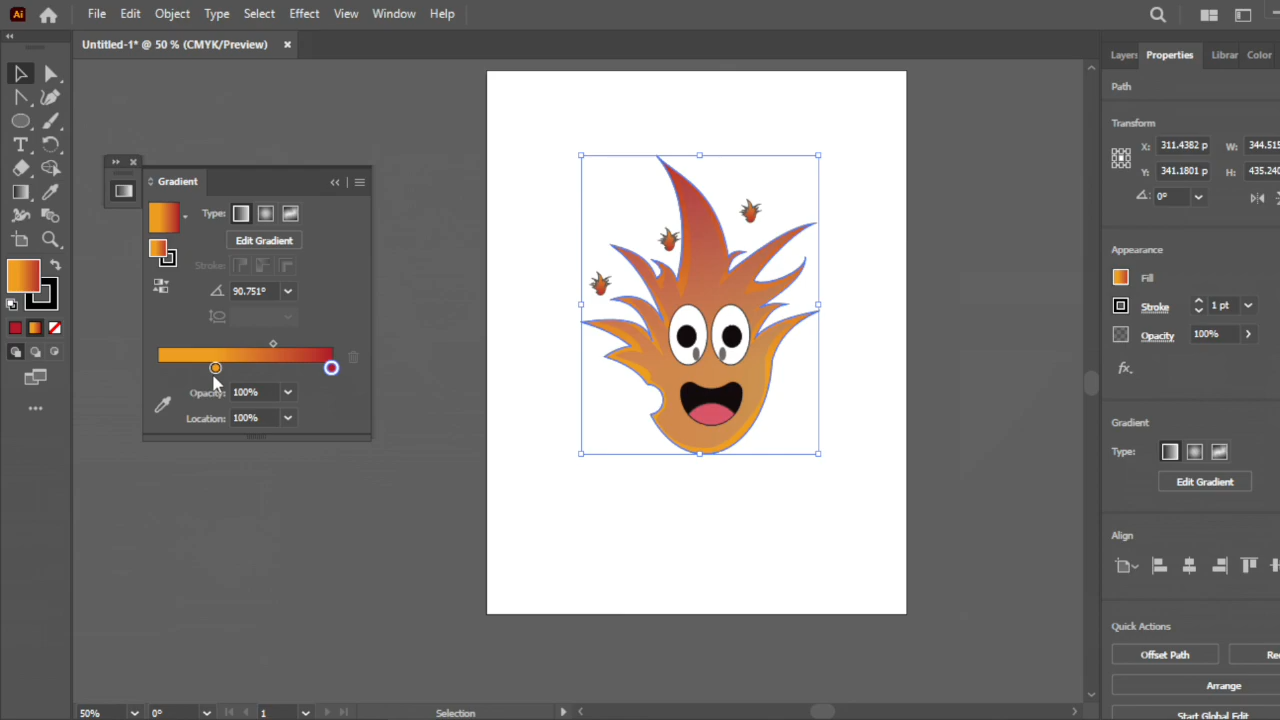 Ai File Edit Object Type Select Effect View Window Help
Untitled-1* @ 50 % (CMYK/Preview)
Gradient
Type:
Edit Gradient
Stroke:
90.751°
Opacity: 100%
Location: 100%
Layers Properties Librar Color
Path
Transform
X: 311.4382 p W: 344.515
Y: 341.1801 p H: 435.240
0°
Appearance
Fill
Stroke 1 pt
Opacity 100%
fx
Gradient
Type:
Edit Gradient
Align
Quick Actions
Offset Path Re
Arrange
Start Global Edit
50% 0° 1 Selection